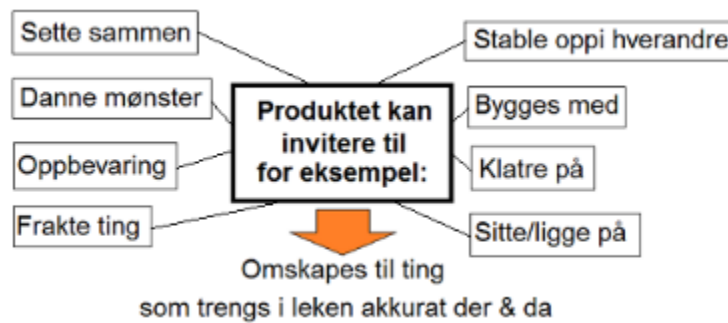 Sette sammen
Stable oppi hverandre
Danne mønster
Produktet kan
invitere til
for eksempel:
Bygges med
Oppbevaring
Klatre på
Frakte ting
Sitte/ligge på
Omskapes til ting
som trengs i leken akkurat der & da